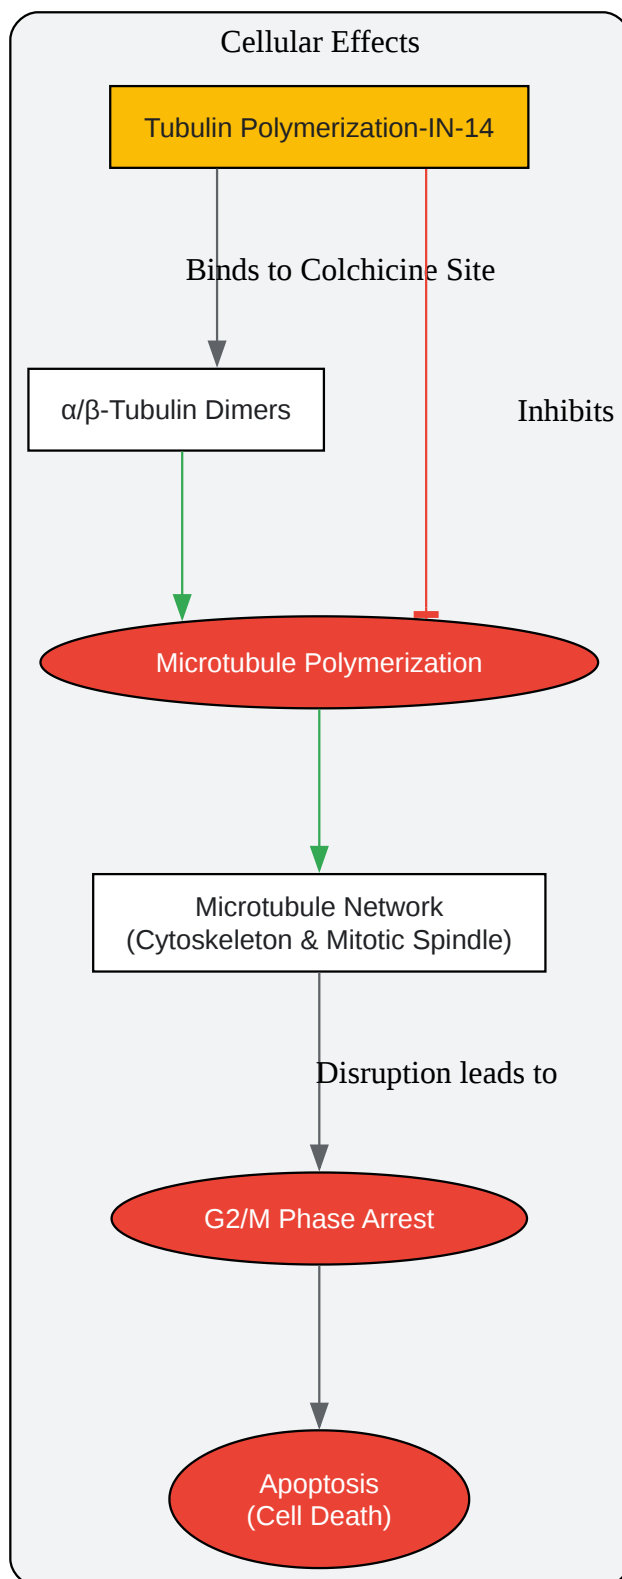 Cellular Effects
Tubulin Polymerization-IN-14
Binds to Colchicine Site
α/β-Tubulin Dimers
Inhibits
Microtubule Polymerization
Microtubule Network
(Cytoskeleton & Mitotic Spindle)
Disruption leads to
G2/M Phase Arrest
Apoptosis
(Cell Death)